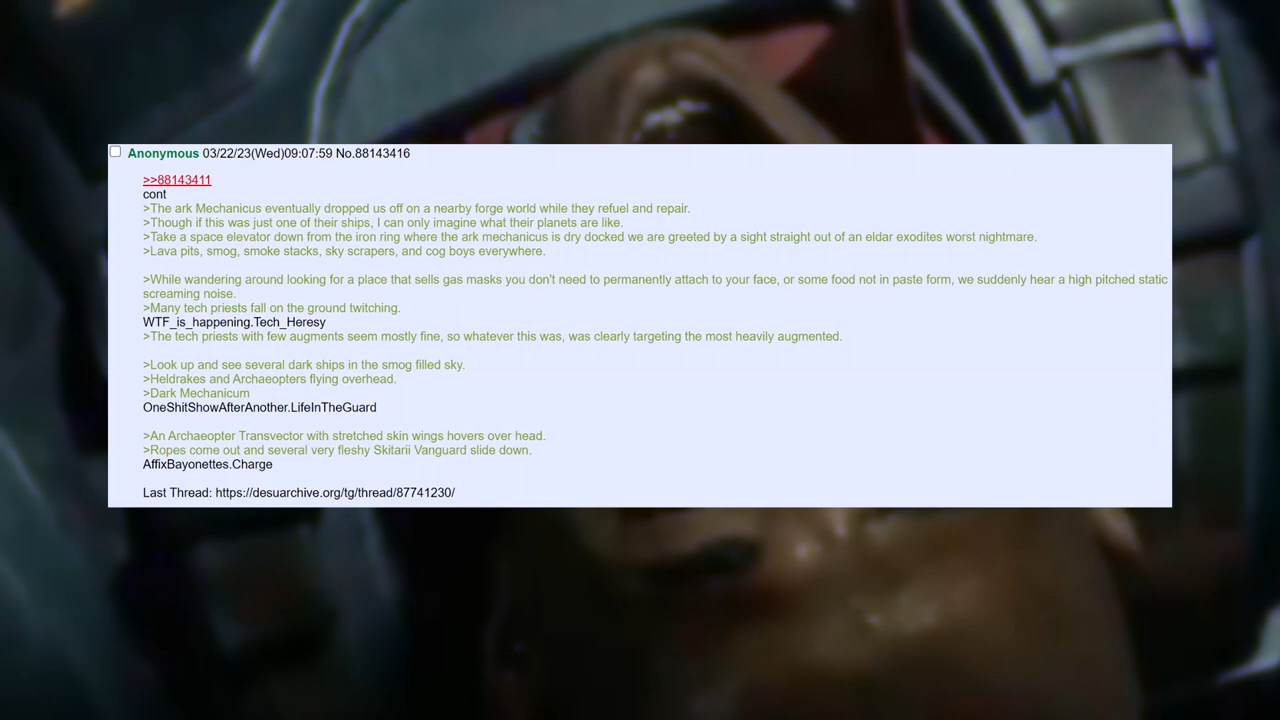 Anonymous 03/22/23(Wed)09:07:59 No.88143416
>>88143411
cont
>The ark Mechanicus eventually dropped us off on a nearby forge world while they refuel and repair.
>Though if this was just one of their ships, I can only imagine what their planets are like.
>Take a space elevator down from the iron ring where the ark mechanicus is dry docked we are greeted by a sight straight out of an eldar exodites worst nightmare.
>Lava pits, smog, smoke stacks, sky scrapers, and cog boys everywhere.
>While wandering around looking for a place that sells gas masks you don't need to permanently attach to your face, or some food not in paste form, we suddenly hear a high pitched static
screaming noise.
>Many tech priests fall on the ground twitching.
WTF_is_happening.Tech_Heresy
>The tech priests with few augments seem mostly fine, so whatever this was, was clearly targeting the most heavily augmented.
>Look up and see several dark ships in the smog filled sky.
>Heldrakes and Archaeopters flying overhead.
>Dark Mechanicum
OneShitShowAfterAnother.LifeInTheGuard
>An Archaeopter Transvector with stretched skin wings hovers over head.
>Ropes come out and several very fleshy Skitarii Vanguard slide down.
AffixBayonettes.Charge
Last Thread: https://desuarchive.org/tg/thread/87741230/